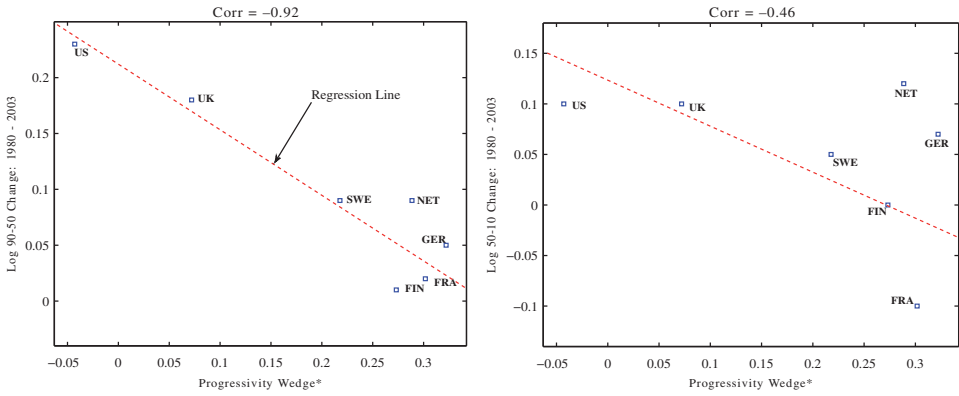 Corr = −0.92
Log 90-50 Change: 1980 - 2003
0.2
0.15
0.1
0.05
0
US
UK
Regression Line
SWE
NET
GER
FRA
FIN
−0.05 0 0.05 0.1 0.15 0.2 0.25 0.3
Progressivity Wedge*
Corr = −0.46
Log 50-10 Change: 1980 - 2003
0.15
0.1
0.05
0
−0.05
−0.1
NET
US
UK
GER
SWE
FIN
FRA
−0.05 0 0.05 0.1 0.15 0.2 0.25 0.3
Progressivity Wedge*